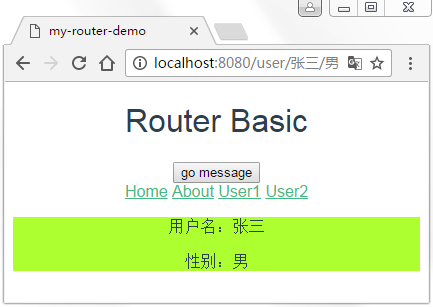 my-router-demo
localhost:8080/user/张三/男
Router Basic
go message
Home About User1 User2
用户名：张三
性别：男